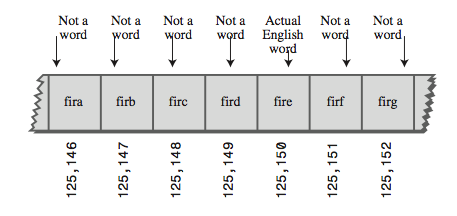 Not a word
Not a word
Not a word
Not a word
Actual English word
Not a word
Not a word
fira firb firc fird fire firf firg
125,146
125,147
125,148
125,149
125,150
125,151
125,152